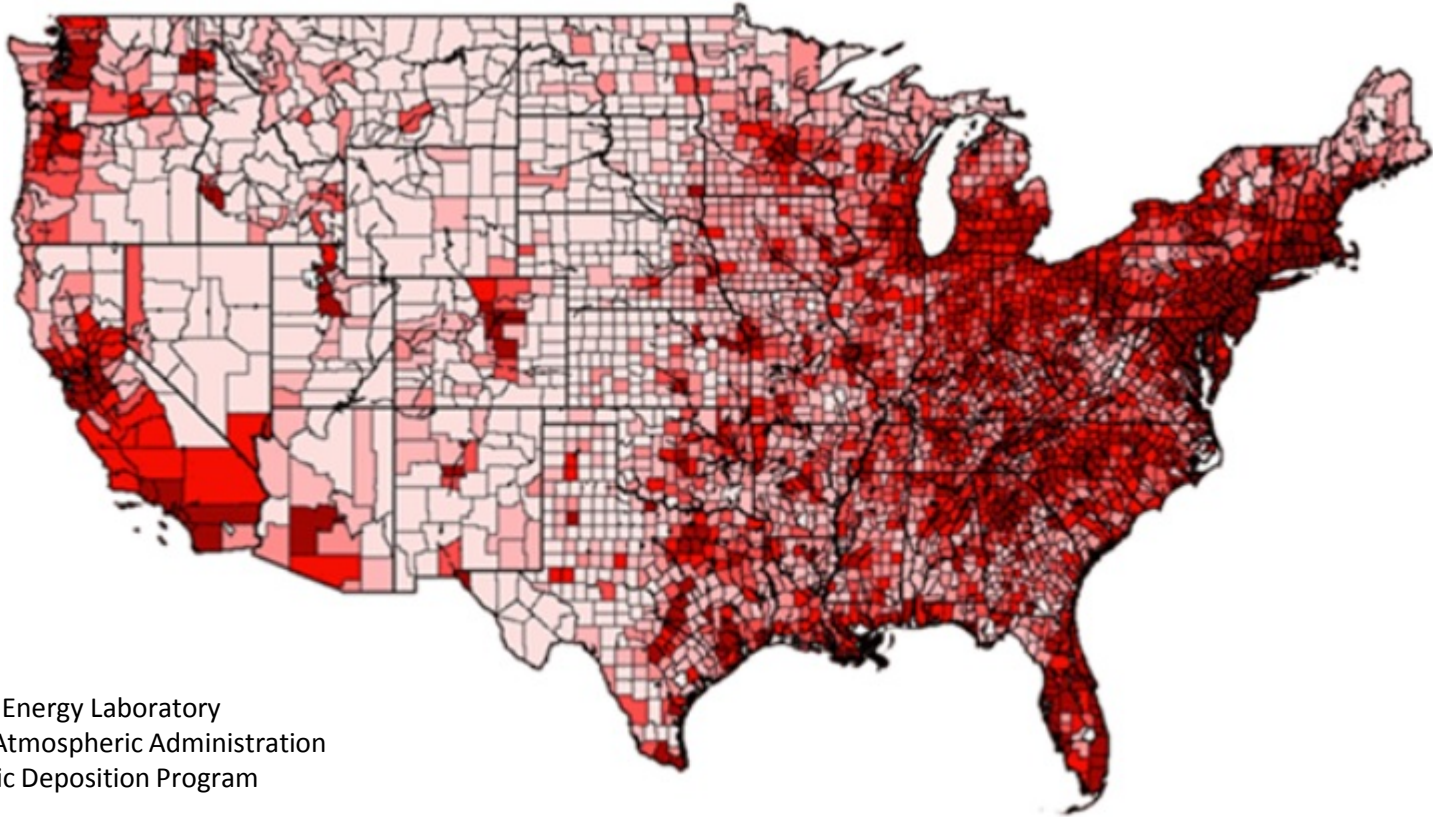 Energy Laboratory
Atmospheric Administration
ic Deposition Program